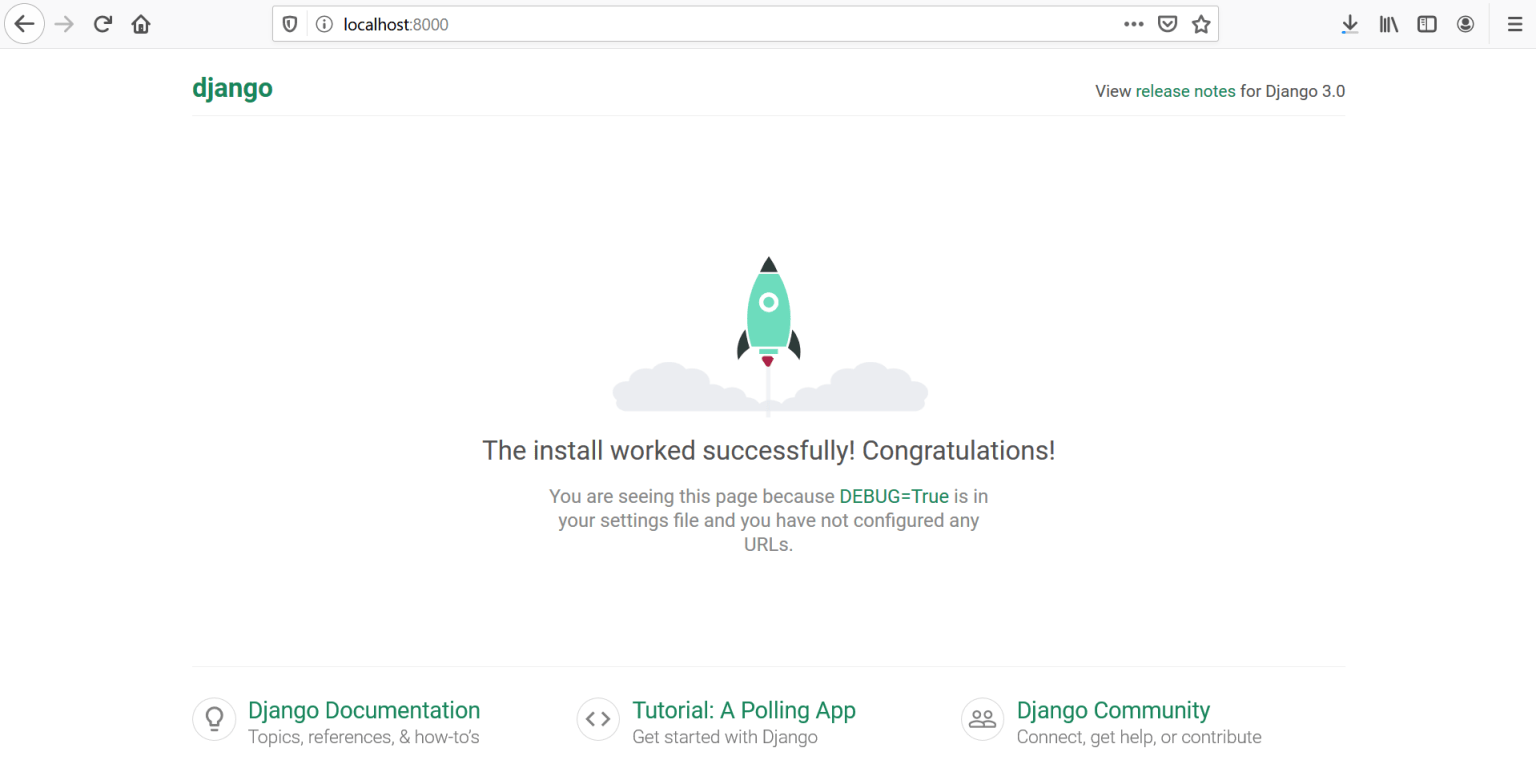 localhost:8000
django
View release notes for Django 3.0
The install worked successfully! Congratulations!
You are seeing this page because DEBUG=True is in
your settings file and you have not configured any
URLs.
Django Documentation
Topics, references, & how-to’s
Tutorial: A Polling App
Get started with Django
Django Community
Connect, get help, or contribute